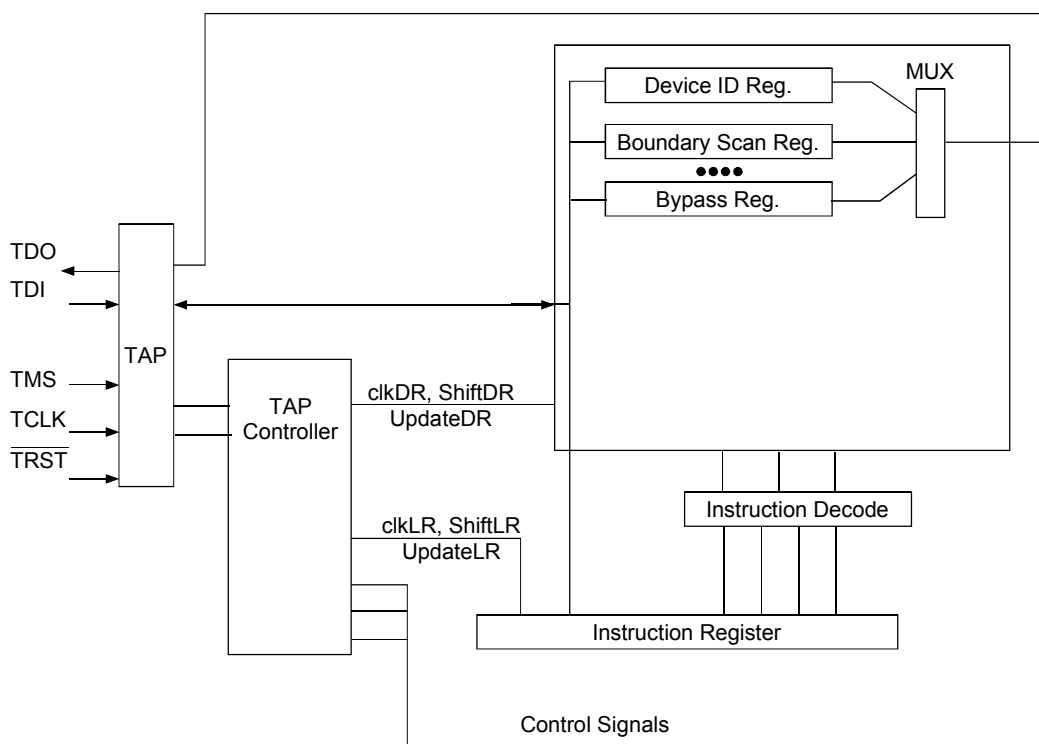 MUX
Device ID Reg.
Boundary Scan Reg.
Bypass Reg.
TDO
TDI
TAP
TMS
TCLK
TRST
TAP
Controller
clkDR, ShiftDR
UpdateDR
Instruction Decode
clkLR, ShiftLR
UpdateLR
Instruction Register
Control Signals